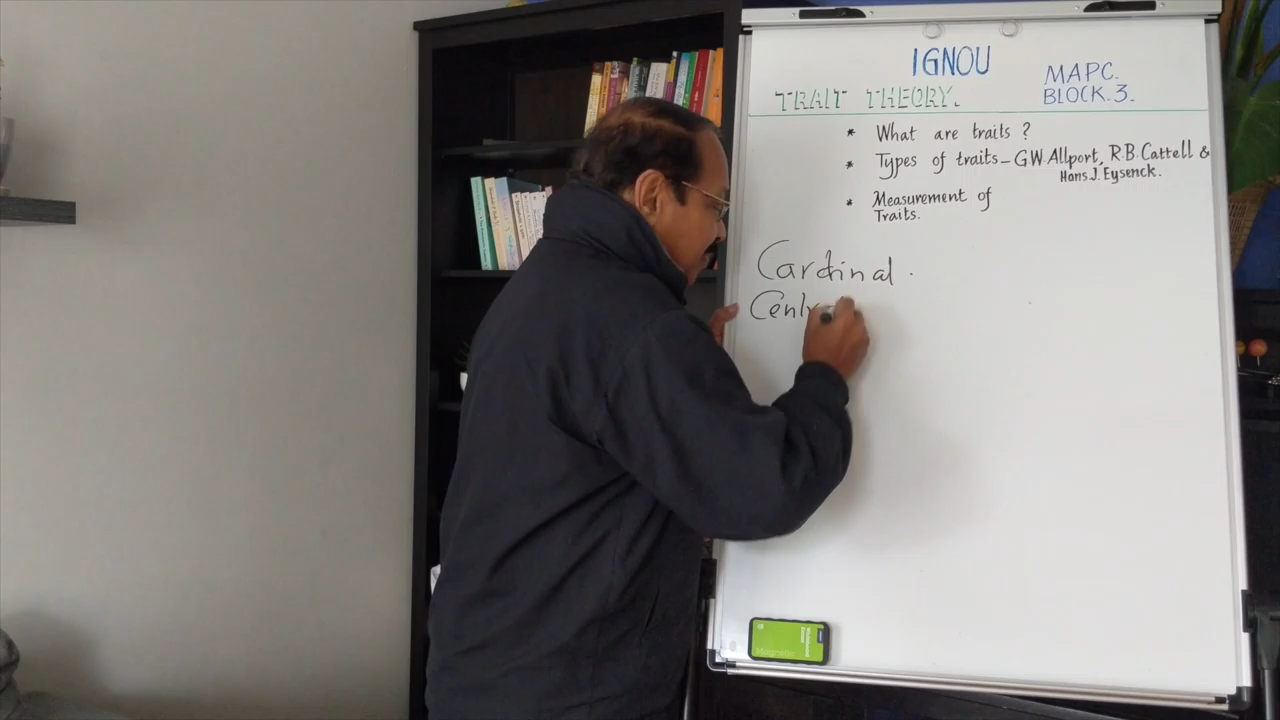 IGNOU
TRAIT THEORY.
MAPC.
BLOCK.3.
* What are traits ?
* Types of traits - G.W. Allport, R.B. Cattell &
Hans. J. Eysenck.
* Measurement of
Traits.
Cardinal .
Magnetic